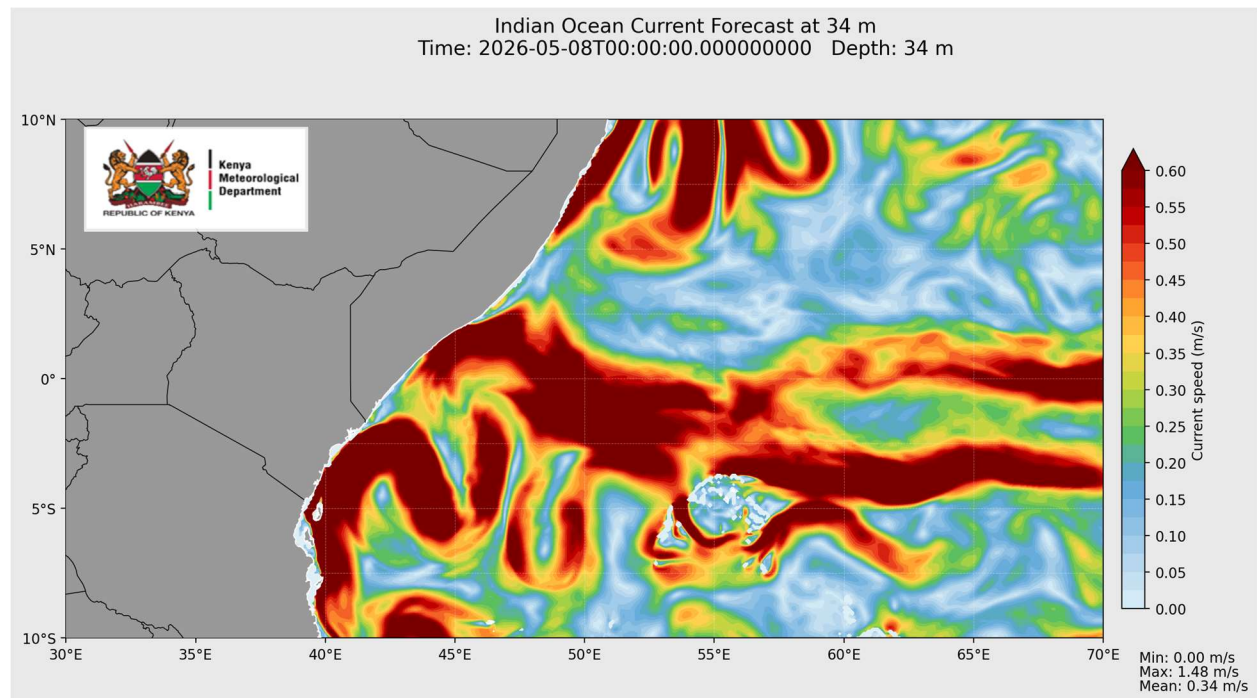 Indian Ocean Current Forecast at 34 m
Time: 2026-05-08T00:00:00.000000000   Depth: 34 m
10°N
5°N
0°
5°S
10°S
30°E
35°E
40°E
45°E
50°E
55°E
60°E
65°E
70°E
Kenya
Meteorological
Department
REPUBLIC OF KENYA
0.60
0.55
0.50
0.45
0.40
0.35
0.30
0.25
0.20
0.15
0.10
0.05
0.00
Current speed (m/s)
Min: 0.00 m/s
Max: 1.48 m/s
Mean: 0.34 m/s